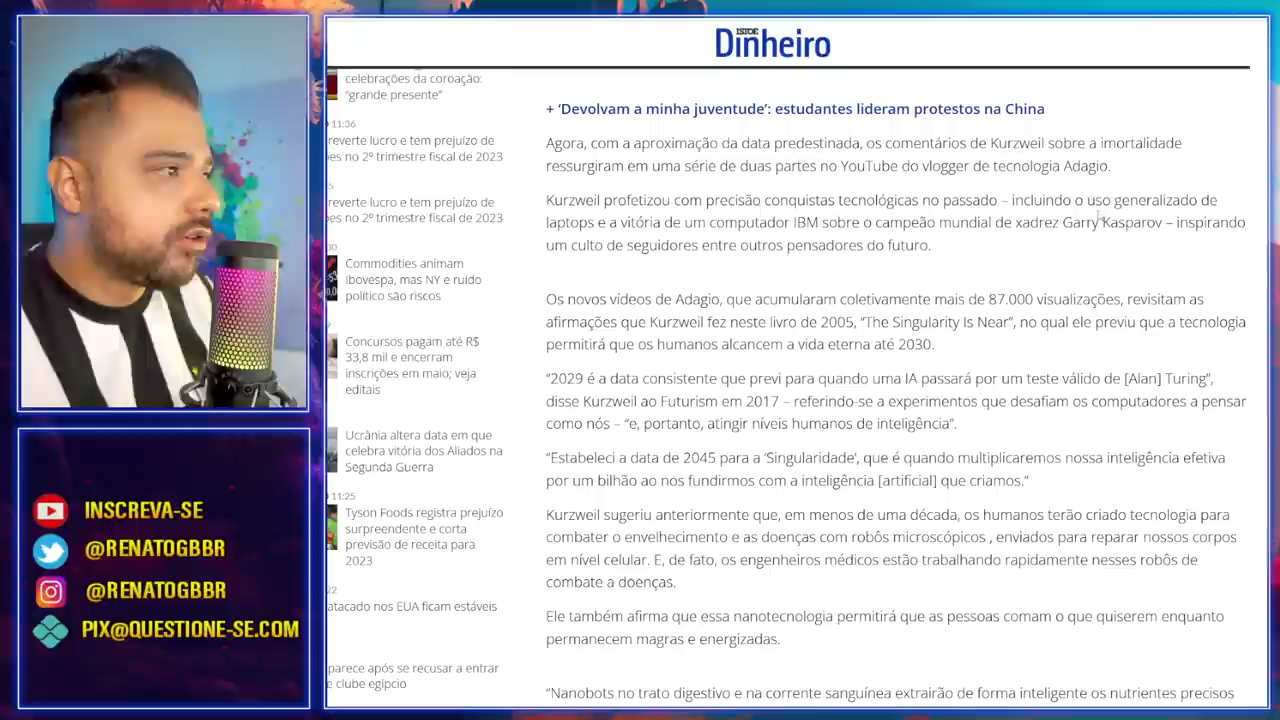 ISTOÉ
Dinheiro
celebrações da coroação:
“grande presente”
11:36
reverte lucro e tem prejuízo de
es no 2º trimestre fiscal de 2023
reverte lucro e tem prejuízo de
es no 2º trimestre fiscal de 2023
Commodities animam
Ibovespa, mas NY e ruído
político são riscos
Concursos pagam até R$
33,8 mil e encerram
inscrições em maio; veja
editais
Ucrânia altera data em que
celebra vitória dos Aliados na
Segunda Guerra
11:25
Tyson Foods registra prejuízo
surpreendente e corta
previsão de receita para
2023
atacado nos EUA ficam estáveis
parece após se recusar a entrar
e clube egípcio
+ ‘Devolvam a minha juventude’: estudantes lideram protestos na China
Agora, com a aproximação da data predestinada, os comentários de Kurzweil sobre a imortalidade
ressurgiram em uma série de duas partes no YouTube do vlogger de tecnologia Adagio.
Kurzweil profetizou com precisão conquistas tecnológicas no passado – incluindo o uso generalizado de
laptops e a vitória de um computador IBM sobre o campeão mundial de xadrez Garry Kasparov – inspirando
um culto de seguidores entre outros pensadores do futuro.
Os novos vídeos de Adagio, que acumularam coletivamente mais de 87.000 visualizações, revisitam as
afirmações que Kurzweil fez neste livro de 2005, “The Singularity Is Near”, no qual ele previu que a tecnologia
permitirá que os humanos alcancem a vida eterna até 2030.
“2029 é a data consistente que previ para quando uma IA passará por um teste válido de [Alan] Turing”,
disse Kurzweil ao Futurism em 2017 – referindo-se a experimentos que desafiam os computadores a pensar
como nós – “e, portanto, atingir níveis humanos de inteligência”.
“Estabeleci a data de 2045 para a ‘Singularidade’, que é quando multiplicaremos nossa inteligência efetiva
por um bilhão ao nos fundirmos com a inteligência [artificial] que criamos.”
Kurzweil sugeriu anteriormente que, em menos de uma década, os humanos terão criado tecnologia para
combater o envelhecimento e as doenças com robôs microscópicos , enviados para reparar nossos corpos
em nível celular. E, de fato, os engenheiros médicos estão trabalhando rapidamente nesses robôs de
combate a doenças.
Ele também afirma que essa nanotecnologia permitirá que as pessoas comam o que quiserem enquanto
permanecem magras e energizadas.
“Nanobots no trato digestivo e na corrente sanguínea extrairão de forma inteligente os nutrientes precisos
INSCREVA-SE
@RENATOGBBR
@RENATOGBBR
PIX@QUESTIONE-SE.COM